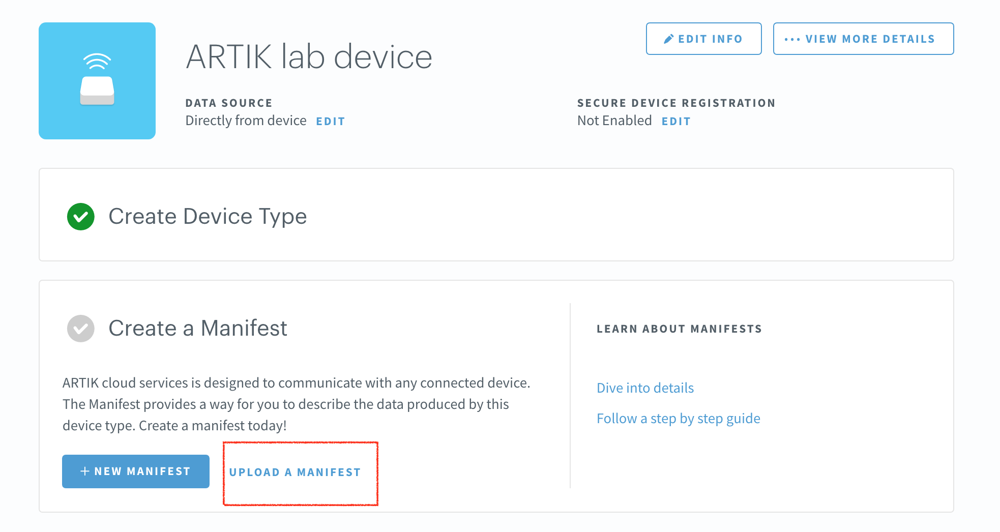 EDIT INFO
VIEW MORE DETAILS
ARTIK lab device
DATA SOURCE
Directly from device EDIT
SECURE DEVICE REGISTRATION
Not Enabled EDIT
Create Device Type
Create a Manifest
ARTIK cloud services is designed to communicate with any connected device.
The Manifest provides a way for you to describe the data produced by this
device type. Create a manifest today!
+ NEW MANIFEST
UPLOAD A MANIFEST
LEARN ABOUT MANIFESTS
Dive into details
Follow a step by step guide